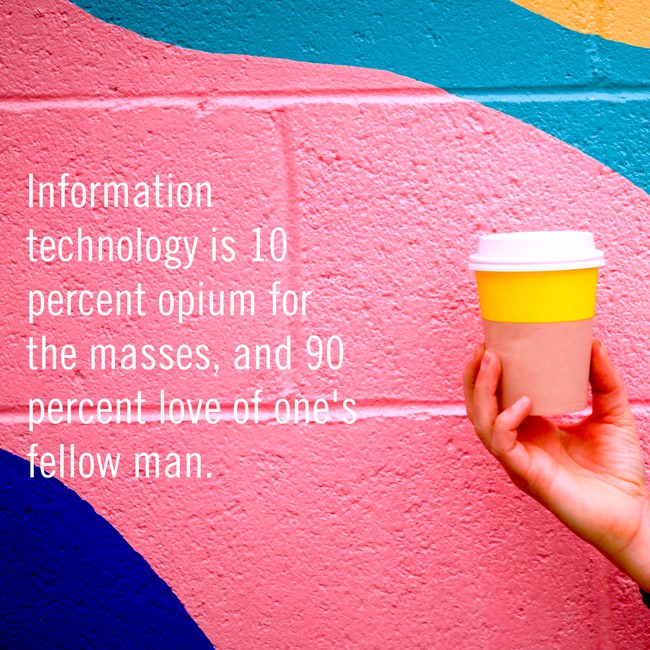 Information
technology is 10
percent opium for
the masses, and 90
percent love of one's
fellow man.